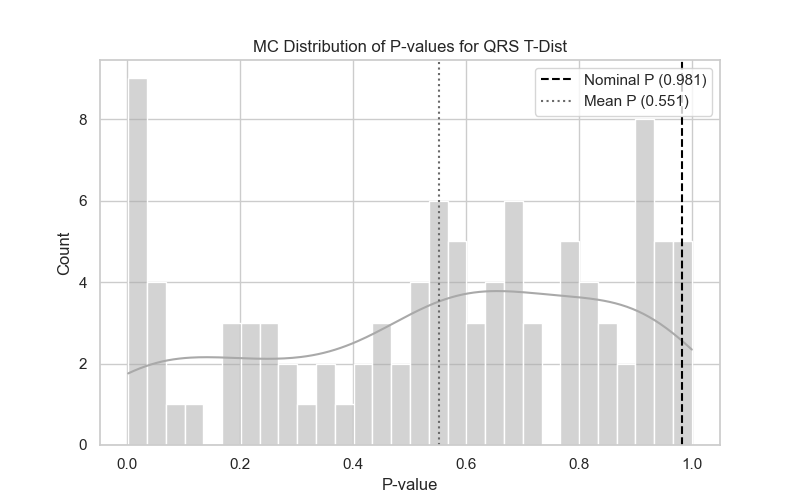 MC Distribution of P-values for QRS T-Dist
Nominal P (0.981)
Mean P (0.551)
Count
8
6
4
2
0
0.0 0.2 0.4 0.6 0.8 1.0
P-value